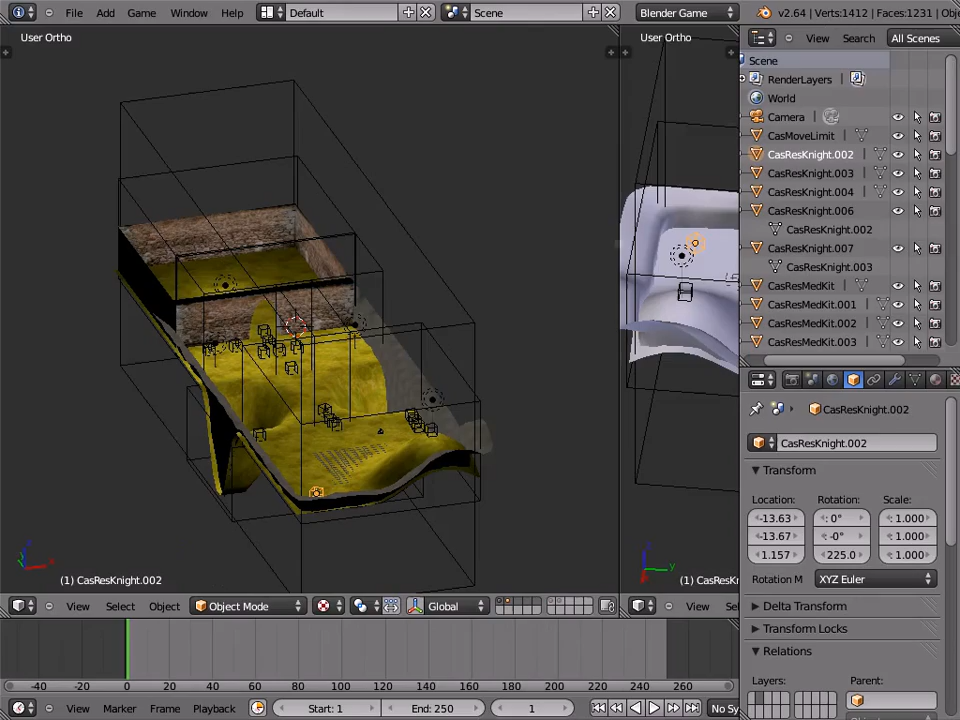 File Add Game Window Help Default Scene Blender Game v2.64 | Verts:1412 | Faces:1231 | Obj
User Ortho
User Ortho
View Search All Scenes
Scene
RenderLayers
World
Camera
CasMoveLimit
CasResKnight.002
CasResKnight.003
CasResKnight.004
CasResKnight.006
CasResKnight.002
CasResKnight.007
CasResKnight.003
CasResMedKit
CasResMedKit.001
CasResMedKit.002
CasResMedKit.003
CasResKnight.002
CasResKnight.002
Transform
Location: Rotation: Scale:
-13.63 : 0° : 1.000
-13.67 : -0° : 1.000
1.157 : 225.0 : 1.000
Rotation M XYZ Euler
Delta Transform
Transform Locks
Relations
Layers: Parent:
(1) CasResKnight.002
(1) CasResKn
View Select Object Object Mode Global
View Se
-40 -20 0 20 40 60 80 100 120 140 160 180 200 220 240 260
View Marker Frame Playback Start: 1 End: 250 1 No Sy